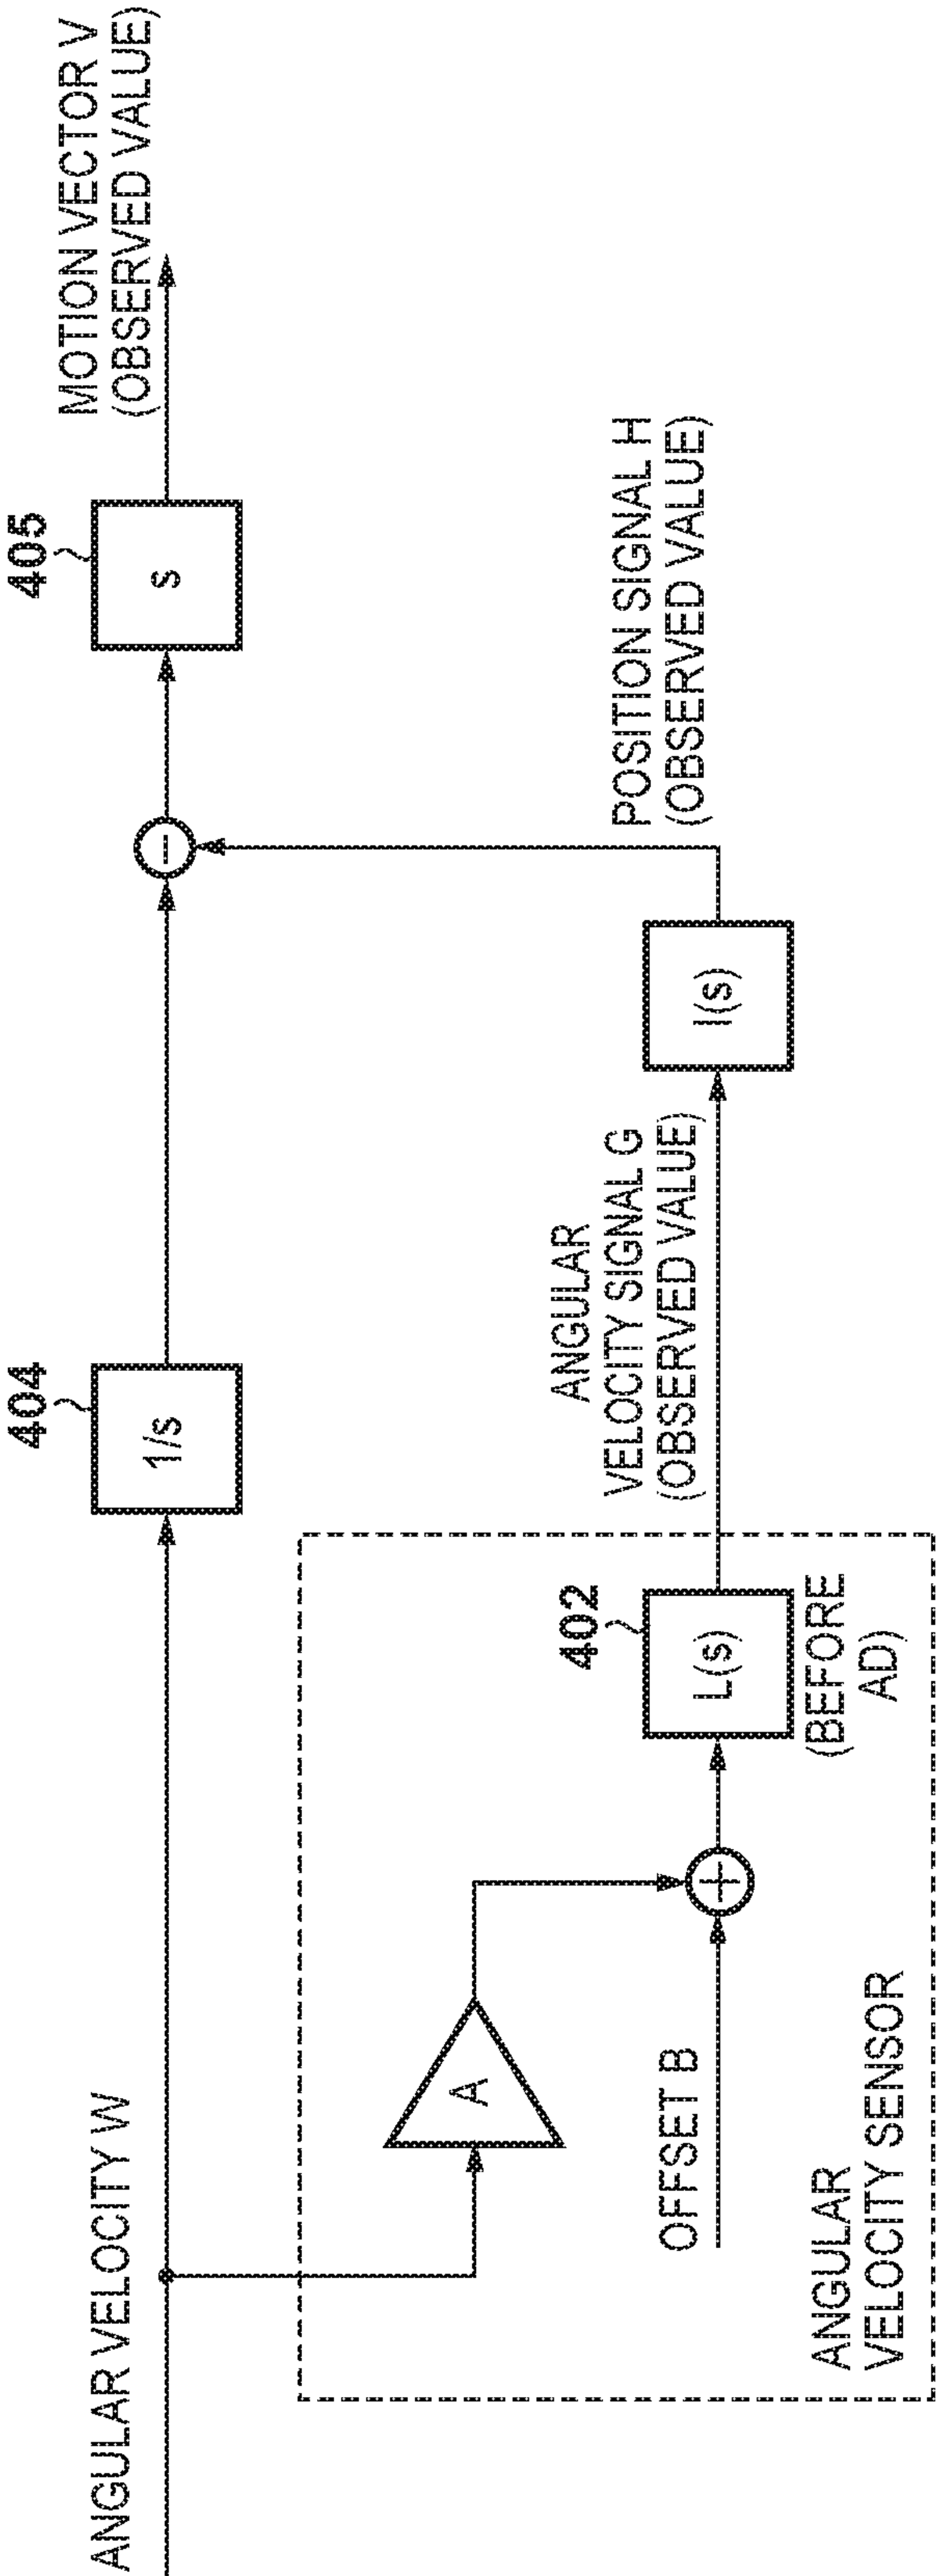 ANGULAR VELOCITY W
404
1/s
−
405
s
MOTION VECTOR V
(OBSERVED VALUE)
A
OFFSET B
+
402
L(s)
(BEFORE
AD)
ANGULAR
VELOCITY SENSOR
ANGULAR
VELOCITY SIGNAL G
(OBSERVED VALUE)
I(s)
POSITION SIGNAL H
(OBSERVED VALUE)